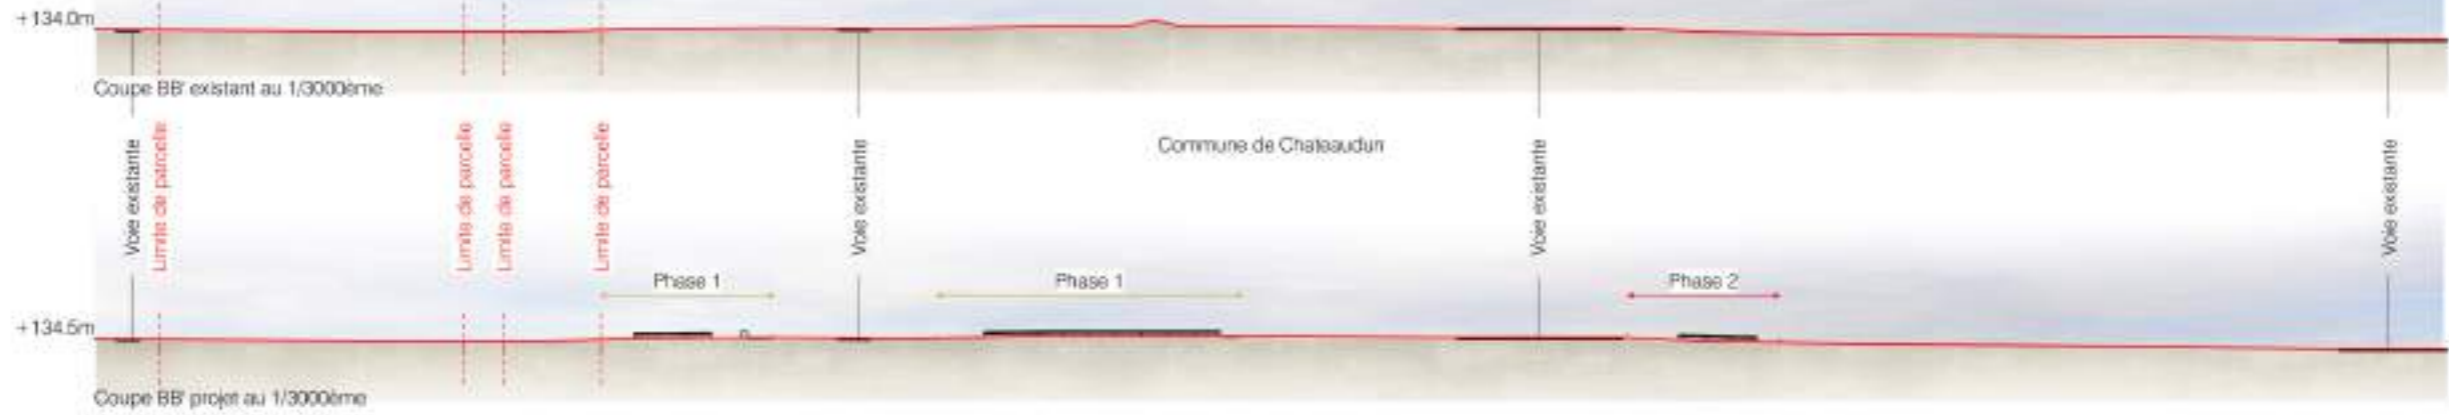 +134.0m
Coupe BB' existant au 1/3000ème
Voie existante
Limite de parcelle
Limite de parcelle
Limite de parcelle
Limite de parcelle
Voie existante
Commune de Chateaudun
Voie existante
Voie existante
Phase 1
Phase 1
Phase 2
+134.5m
Coupe BB' projet au 1/3000ème